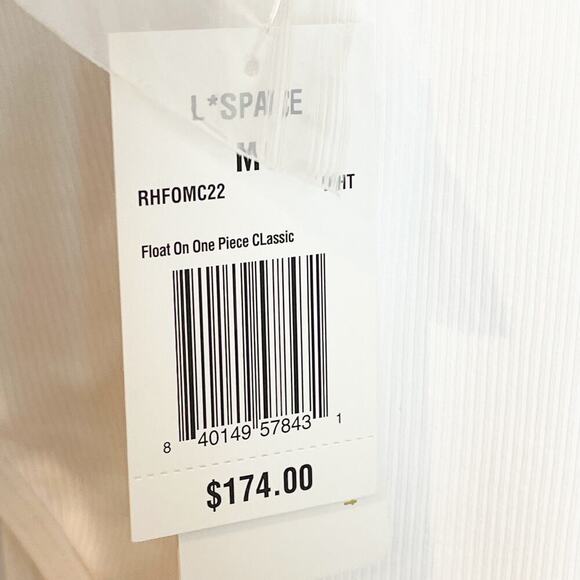 L*SPACE
M
RHFOMC22
Float On One Piece CLassic
8 40149 57843 1
$174.00